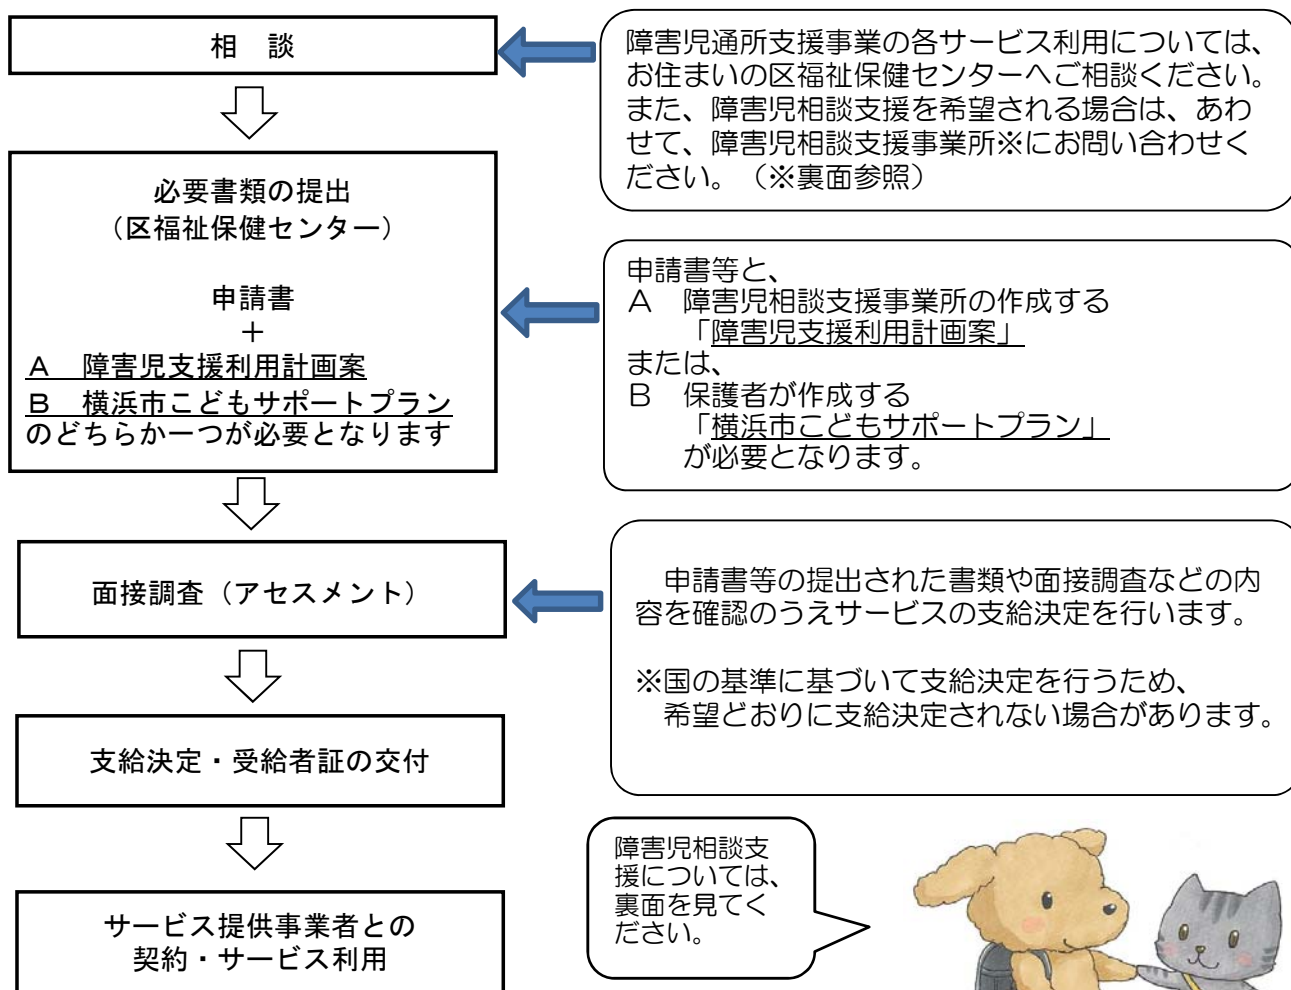 相　談
障害児通所支援事業の各サービス利用については、
お住まいの区福祉保健センターへご相談ください。
また、障害児相談支援を希望される場合は、あわ
せて、障害児相談支援事業所※にお問い合わせく
ださい。（※裏面参照）
必要書類の提出
（区福祉保健センター）
申請書
＋
Ａ　障害児支援利用計画案
Ｂ　横浜市こどもサポートプラン
のどちらか一つが必要となります
申請書等と、
Ａ　障害児相談支援事業所の作成する
「障害児支援利用計画案」
または、
Ｂ　保護者が作成する
「横浜市こどもサポートプラン」
が必要となります。
面接調査（アセスメント）
申請書等の提出された書類や面接調査などの内
容を確認のうえサービスの支給決定を行います。
※国の基準に基づいて支給決定を行うため、
希望どおりに支給決定されない場合があります。
支給決定・受給者証の交付
サービス提供事業者との
契約・サービス利用
障害児相談支
援については、
裏面を見てく
ださい。